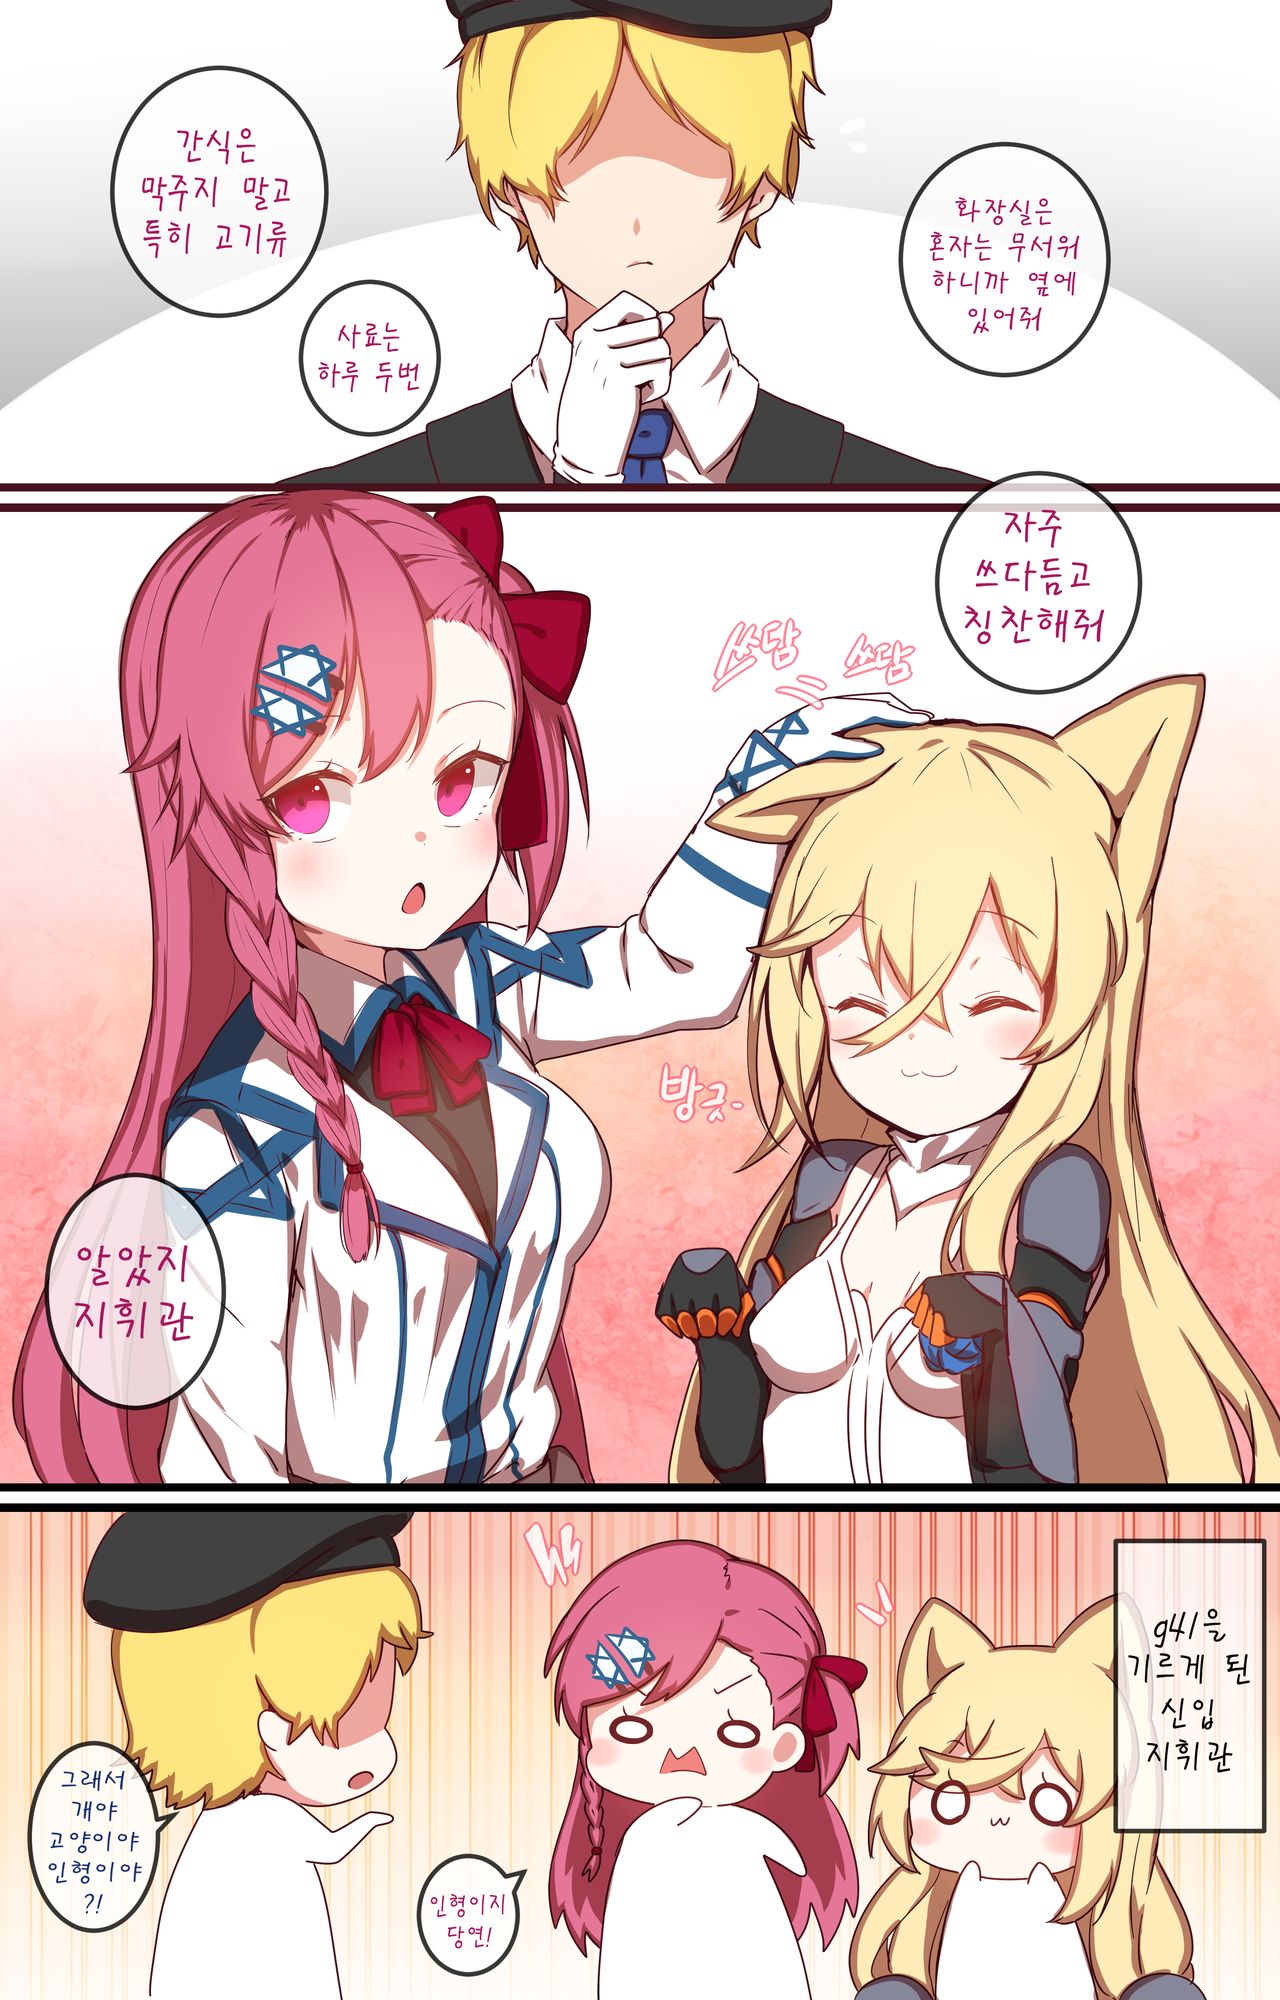 간식은
막주지 말고
특히 고기류
사료는
하루 두번
화장실은
혼자는 무서워
하니까 옆에
있어줘
자주
쓰다듬고
칭찬해줘
쓰담
쓰담
방긋
알았지
지휘관
g41을
기르게 된
신입
지휘관
그래서
개야
고양이야
인형이야
?!
인형이지
당연!